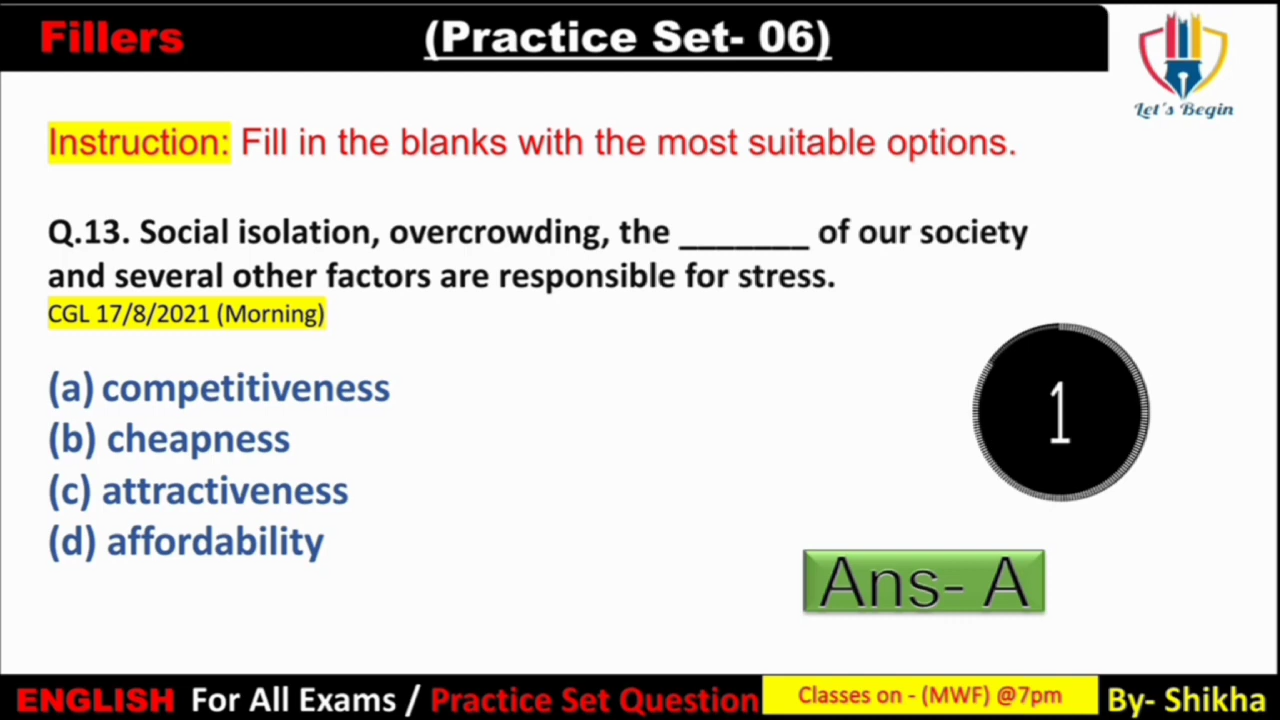 Fillers
(Practice Set- 06)
Let's Begin
Instruction: Fill in the blanks with the most suitable options.
Q.13. Social isolation, overcrowding, the _______ of our society
and several other factors are responsible for stress.
CGL 17/8/2021 (Morning)
(a) competitiveness
(b) cheapness
(c) attractiveness
(d) affordability
1
Ans- A
ENGLISH For All Exams / Practice Set Question
Classes on - (MWF) @7pm
By- Shikha